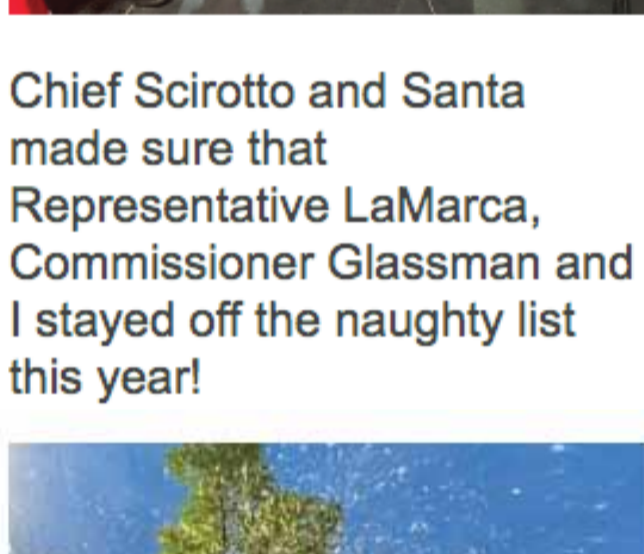 Chief Scirotto and Santa
made sure that
Representative LaMarca,
Commissioner Glassman and
I stayed off the naughty list
this year!